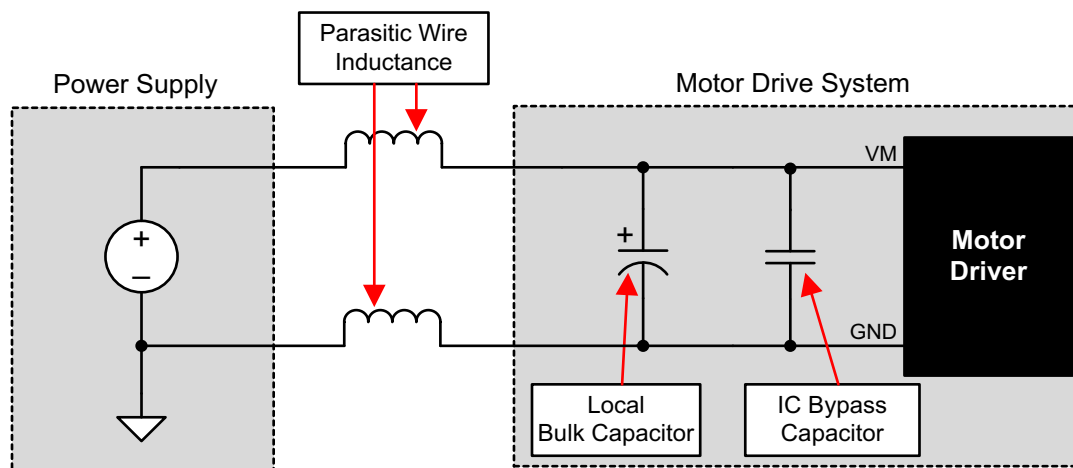 Parasitic Wire
Inductance
Power Supply
Motor Drive System
VM
+
–
+
Motor
Driver
GND
Local
Bulk Capacitor
IC Bypass
Capacitor